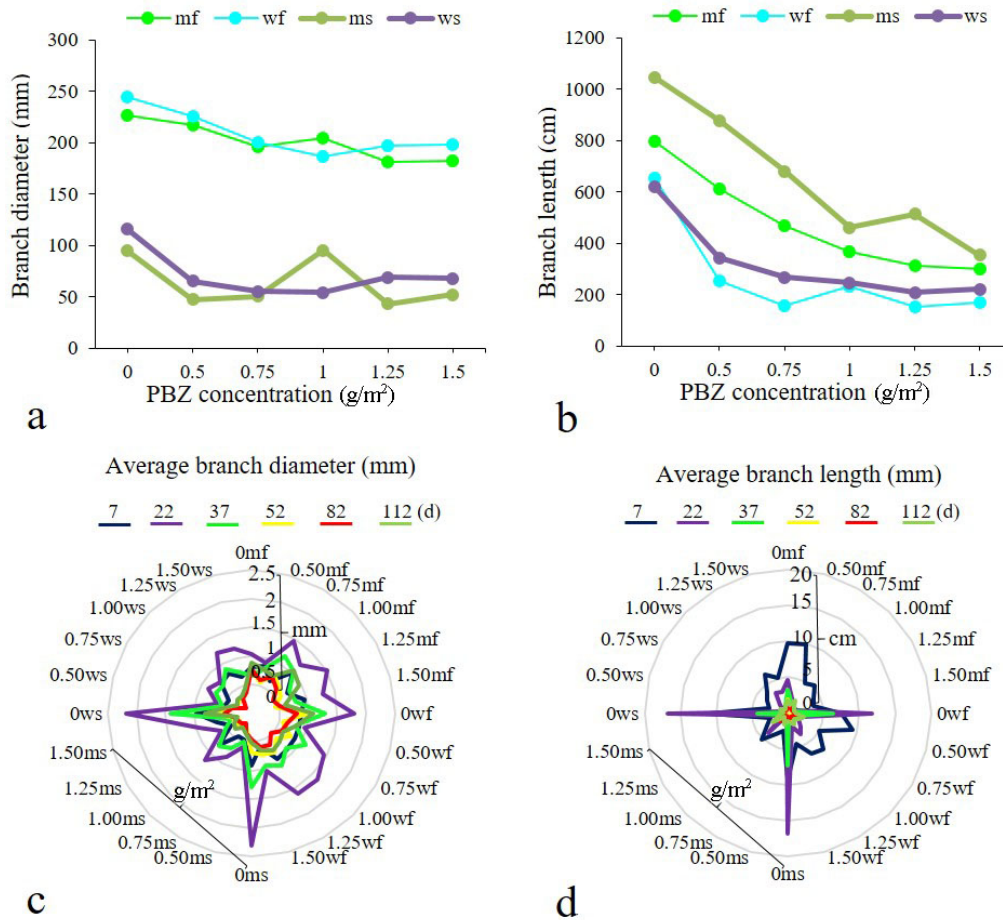 mf wf ms ws
Branch diameter (mm)
300
250
200
150
100
50
0
0 0.5 0.75 1 1.25 1.5
PBZ concentration (g/m²)
a
mf wf ms ws
Branch length (cm)
1200
1000
800
600
400
200
0
0 0.5 0.75 1 1.25 1.5
PBZ concentration (g/m²)
b
Average branch diameter (mm)
7 22 37 52 82 112 (d)
0mf
0.50mf
0.75mf
1.00mf
1.25mf
1.50mf
0wf
0.50wf
0.75wf
1.00wf
1.25wf
1.50wf
0ms
0.50ms
0.75ms
1.00ms
1.25ms
1.50ms
0ws
0.50ws
0.75ws
1.00ws
1.25ws
1.50ws
2.5
2
1.5
1
0.5
0
mm
g/m²
c
Average branch length (mm)
7 22 37 52 82 112 (d)
0mf
0.50mf
0.75mf
1.00mf
1.25mf
1.50mf
0wf
0.50wf
0.75wf
1.00wf
1.25wf
1.50wf
0ms
0.50ms
0.75ms
1.00ms
1.25ms
1.50ms
0ws
0.50ws
0.75ws
1.00ws
1.25ws
1.50ws
20
15
10
5
0
cm
g/m²
d